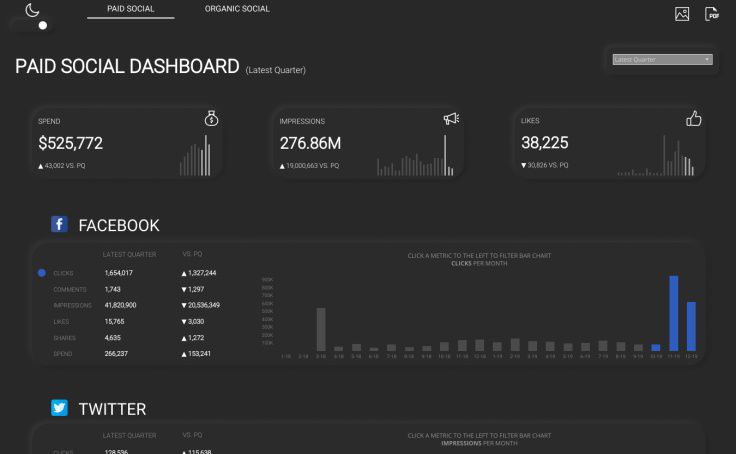 PAID SOCIAL
ORGANIC SOCIAL
PDF
PAID SOCIAL DASHBOARD (Latest Quarter)
Latest Quarter
SPEND
$525,772
▲ 43,002 VS. PQ
IMPRESSIONS
276.86M
▲ 19,000,663 VS. PQ
LIKES
38,225
▼ 30,826 VS. PQ
FACEBOOK
LATEST QUARTER VS. PQ
CLICKS 1,654,017 ▲ 1,327,244
COMMENTS 1,743 ▼ 1,297
IMPRESSIONS 41,820,900 ▼ 20,536,349
LIKES 15,765 ▼ 3,030
SHARES 4,635 ▲ 1,272
SPEND 266,237 ▲ 153,241
CLICK A METRIC TO THE LEFT TO FILTER BAR CHART
CLICKS PER MONTH
900K
800K
700K
600K
500K
400K
300K
200K
100K
1-18 2-18 3-18 4-18 5-18 6-18 7-18 8-18 9-18 10-18 11-18 12-18 1-19 2-19 3-19 4-19 5-19 6-19 7-19 8-19 9-19 10-19 11-19 12-19
TWITTER
LATEST QUARTER VS. PQ
CLICKS 128,536 ▲ 115,638
CLICK A METRIC TO THE LEFT TO FILTER BAR CHART
IMPRESSIONS PER MONTH